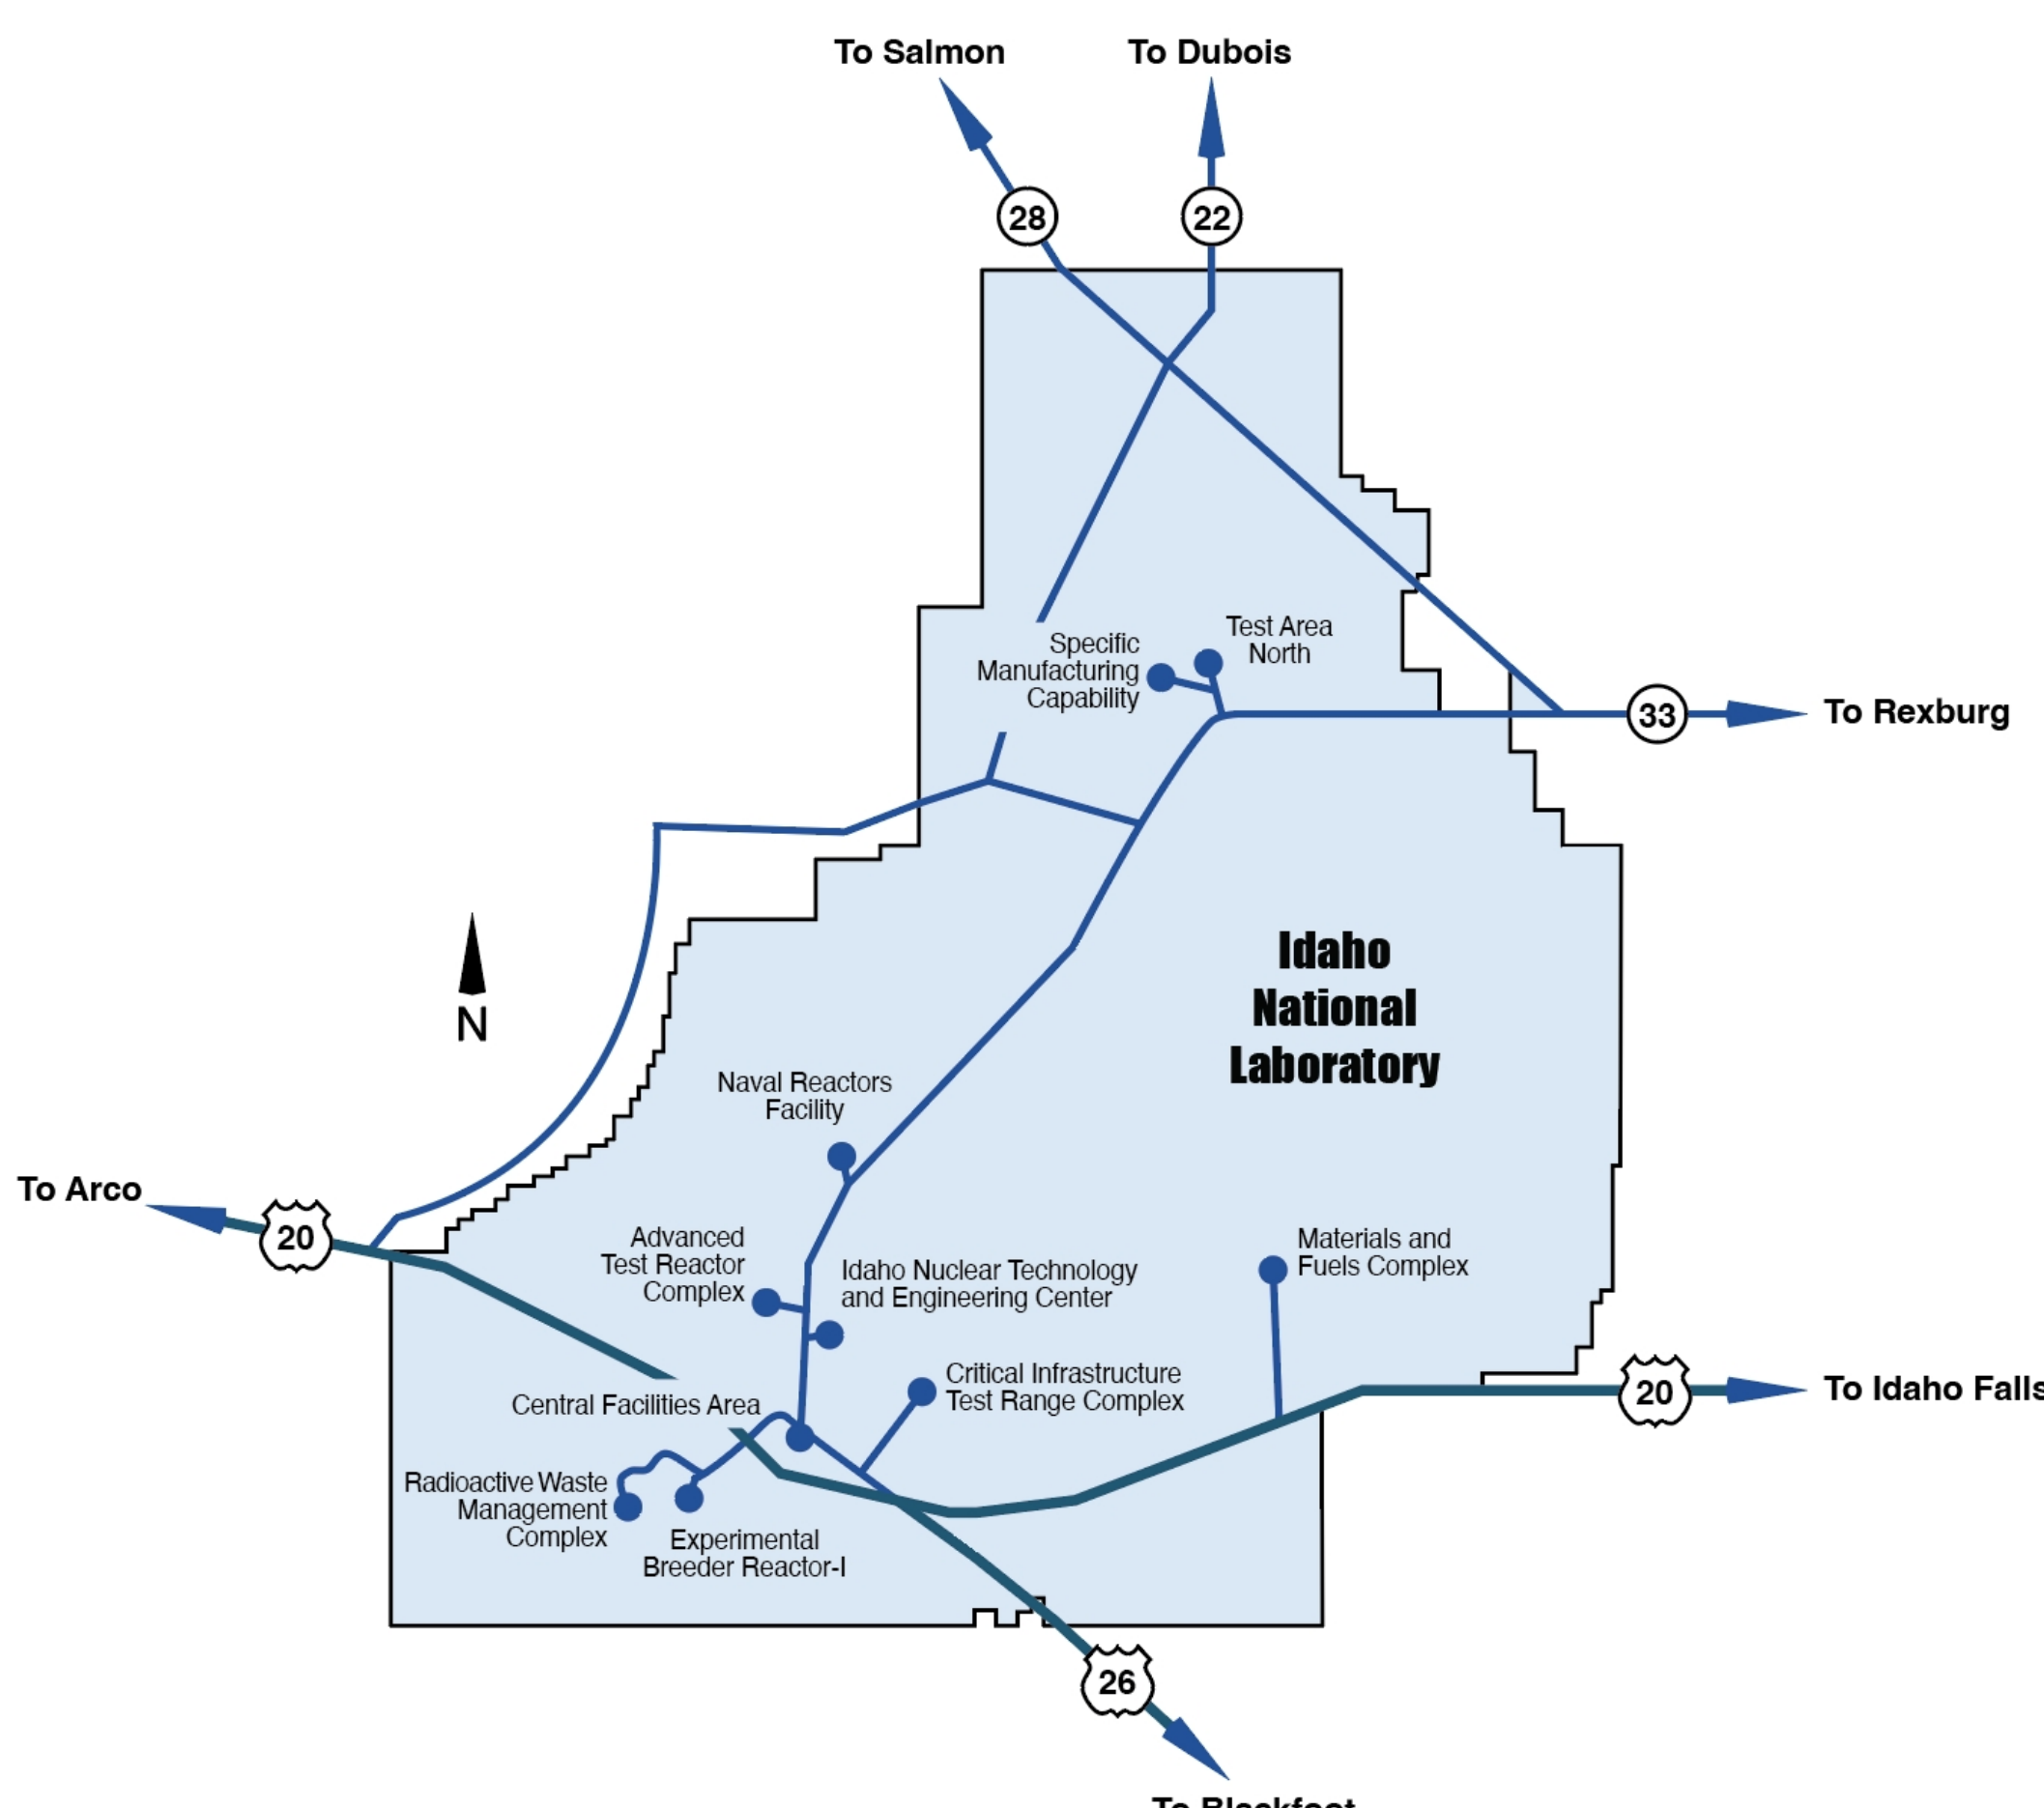 To Salmon
To Dubois
28
22
Specific
Manufacturing
Capability
Test Area
North
33
To Rexburg
Idaho
National
Laboratory
N
Naval Reactors
Facility
To Arco
20
Advanced
Test Reactor
Complex
Idaho Nuclear Technology
and Engineering Center
Materials and
Fuels Complex
Critical Infrastructure
Test Range Complex
20
To Idaho Falls
Central Facilities Area
Radioactive Waste
Management
Complex
Experimental
Breeder Reactor-I
26
To Blackfoot